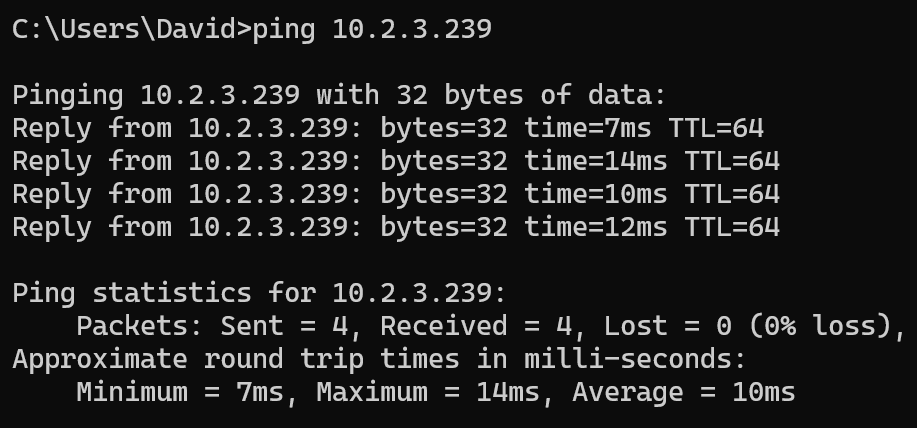 C:\Users\David>ping 10.2.3.239
Pinging 10.2.3.239 with 32 bytes of data:
Reply from 10.2.3.239: bytes=32 time=7ms TTL=64
Reply from 10.2.3.239: bytes=32 time=14ms TTL=64
Reply from 10.2.3.239: bytes=32 time=10ms TTL=64
Reply from 10.2.3.239: bytes=32 time=12ms TTL=64
Ping statistics for 10.2.3.239:
    Packets: Sent = 4, Received = 4, Lost = 0 (0% loss),
Approximate round trip times in milli-seconds:
    Minimum = 7ms, Maximum = 14ms, Average = 10ms